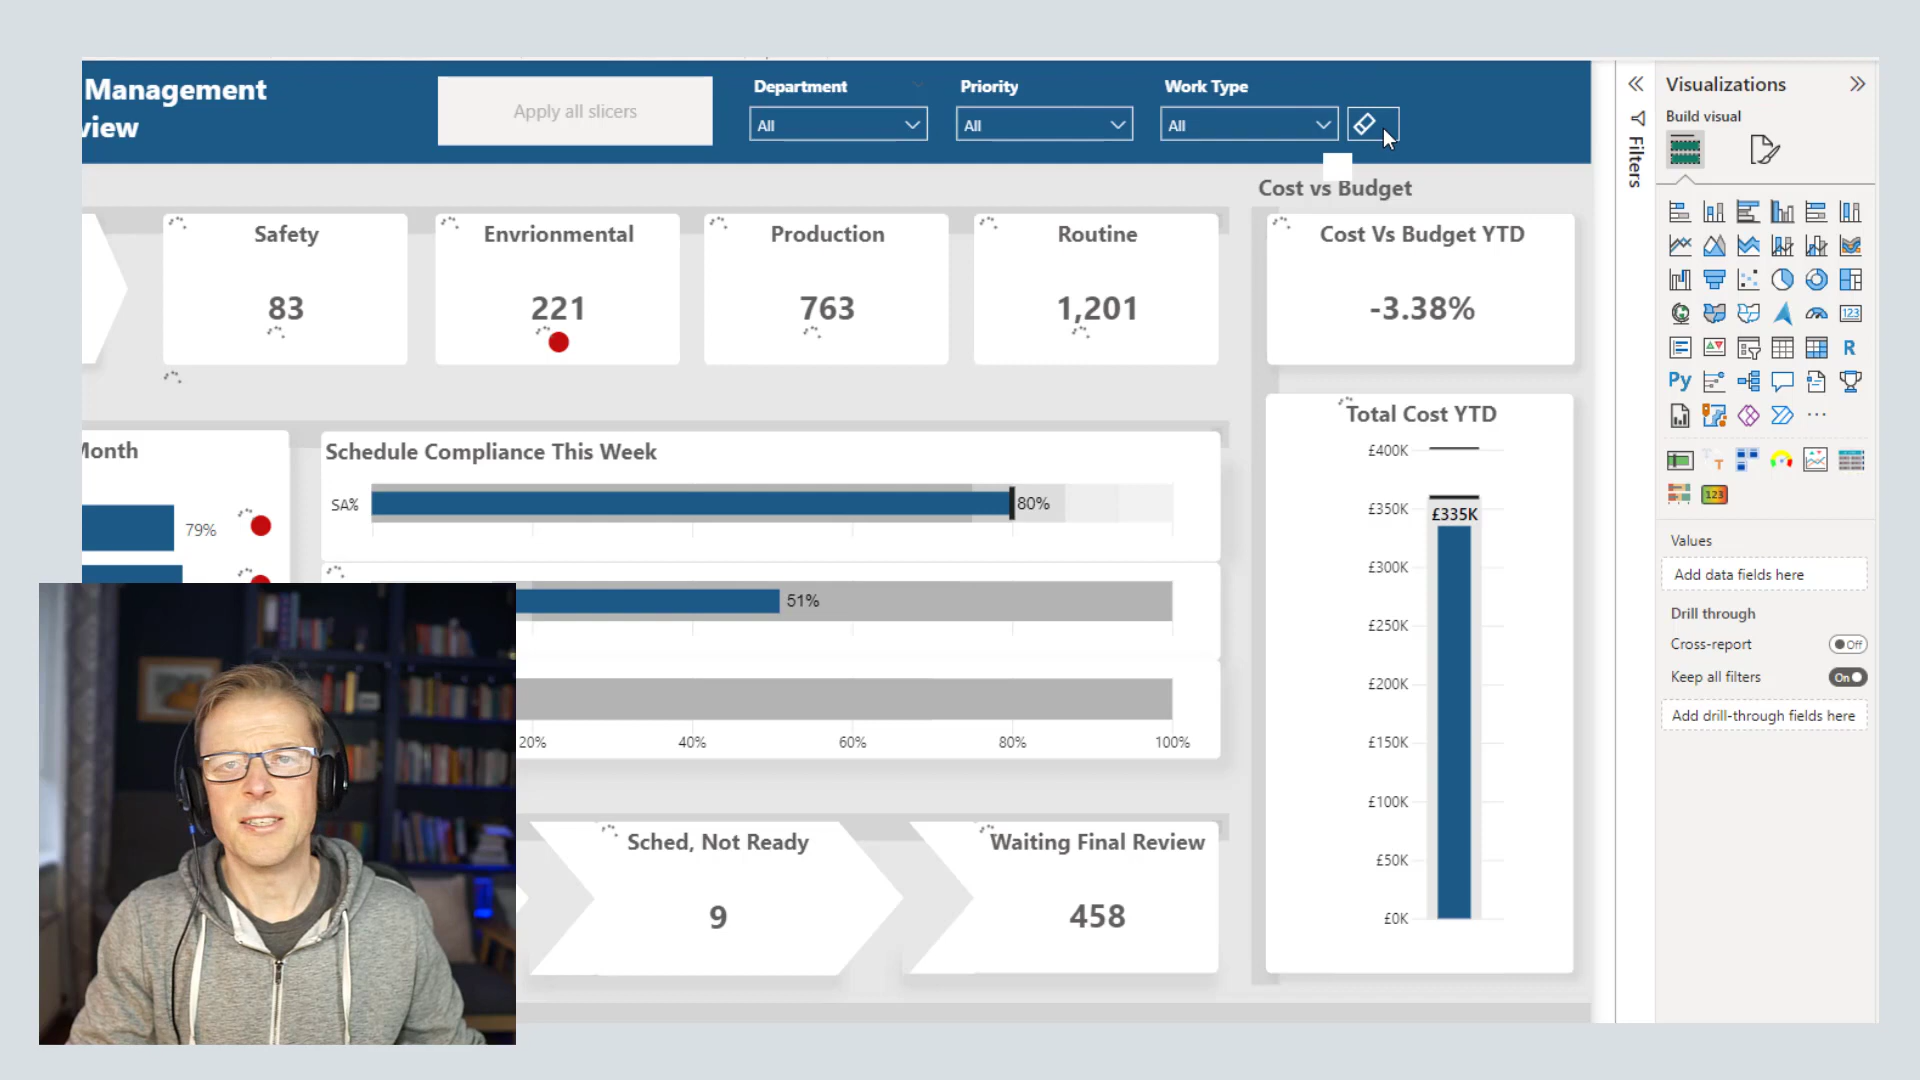 Management
view
Apply all slicers
Department
Priority
Work Type
All
All
All
Cost vs Budget
Safety
83
Envrionmental
221
Production
763
Routine
1,201
Cost Vs Budget YTD
-3.38%
Month
79%
Schedule Compliance This Week
SA%
80%
51%
20%
40%
60%
80%
100%
Sched, Not Ready
9
Waiting Final Review
458
Total Cost YTD
£400K
£350K
£335K
£300K
£250K
£200K
£150K
£100K
£50K
£0K
Filters
Visualizations
Build visual
123
R
Py
123
Values
Add data fields here
Drill through
Cross-report
Off
Keep all filters
On
Add drill-through fields here